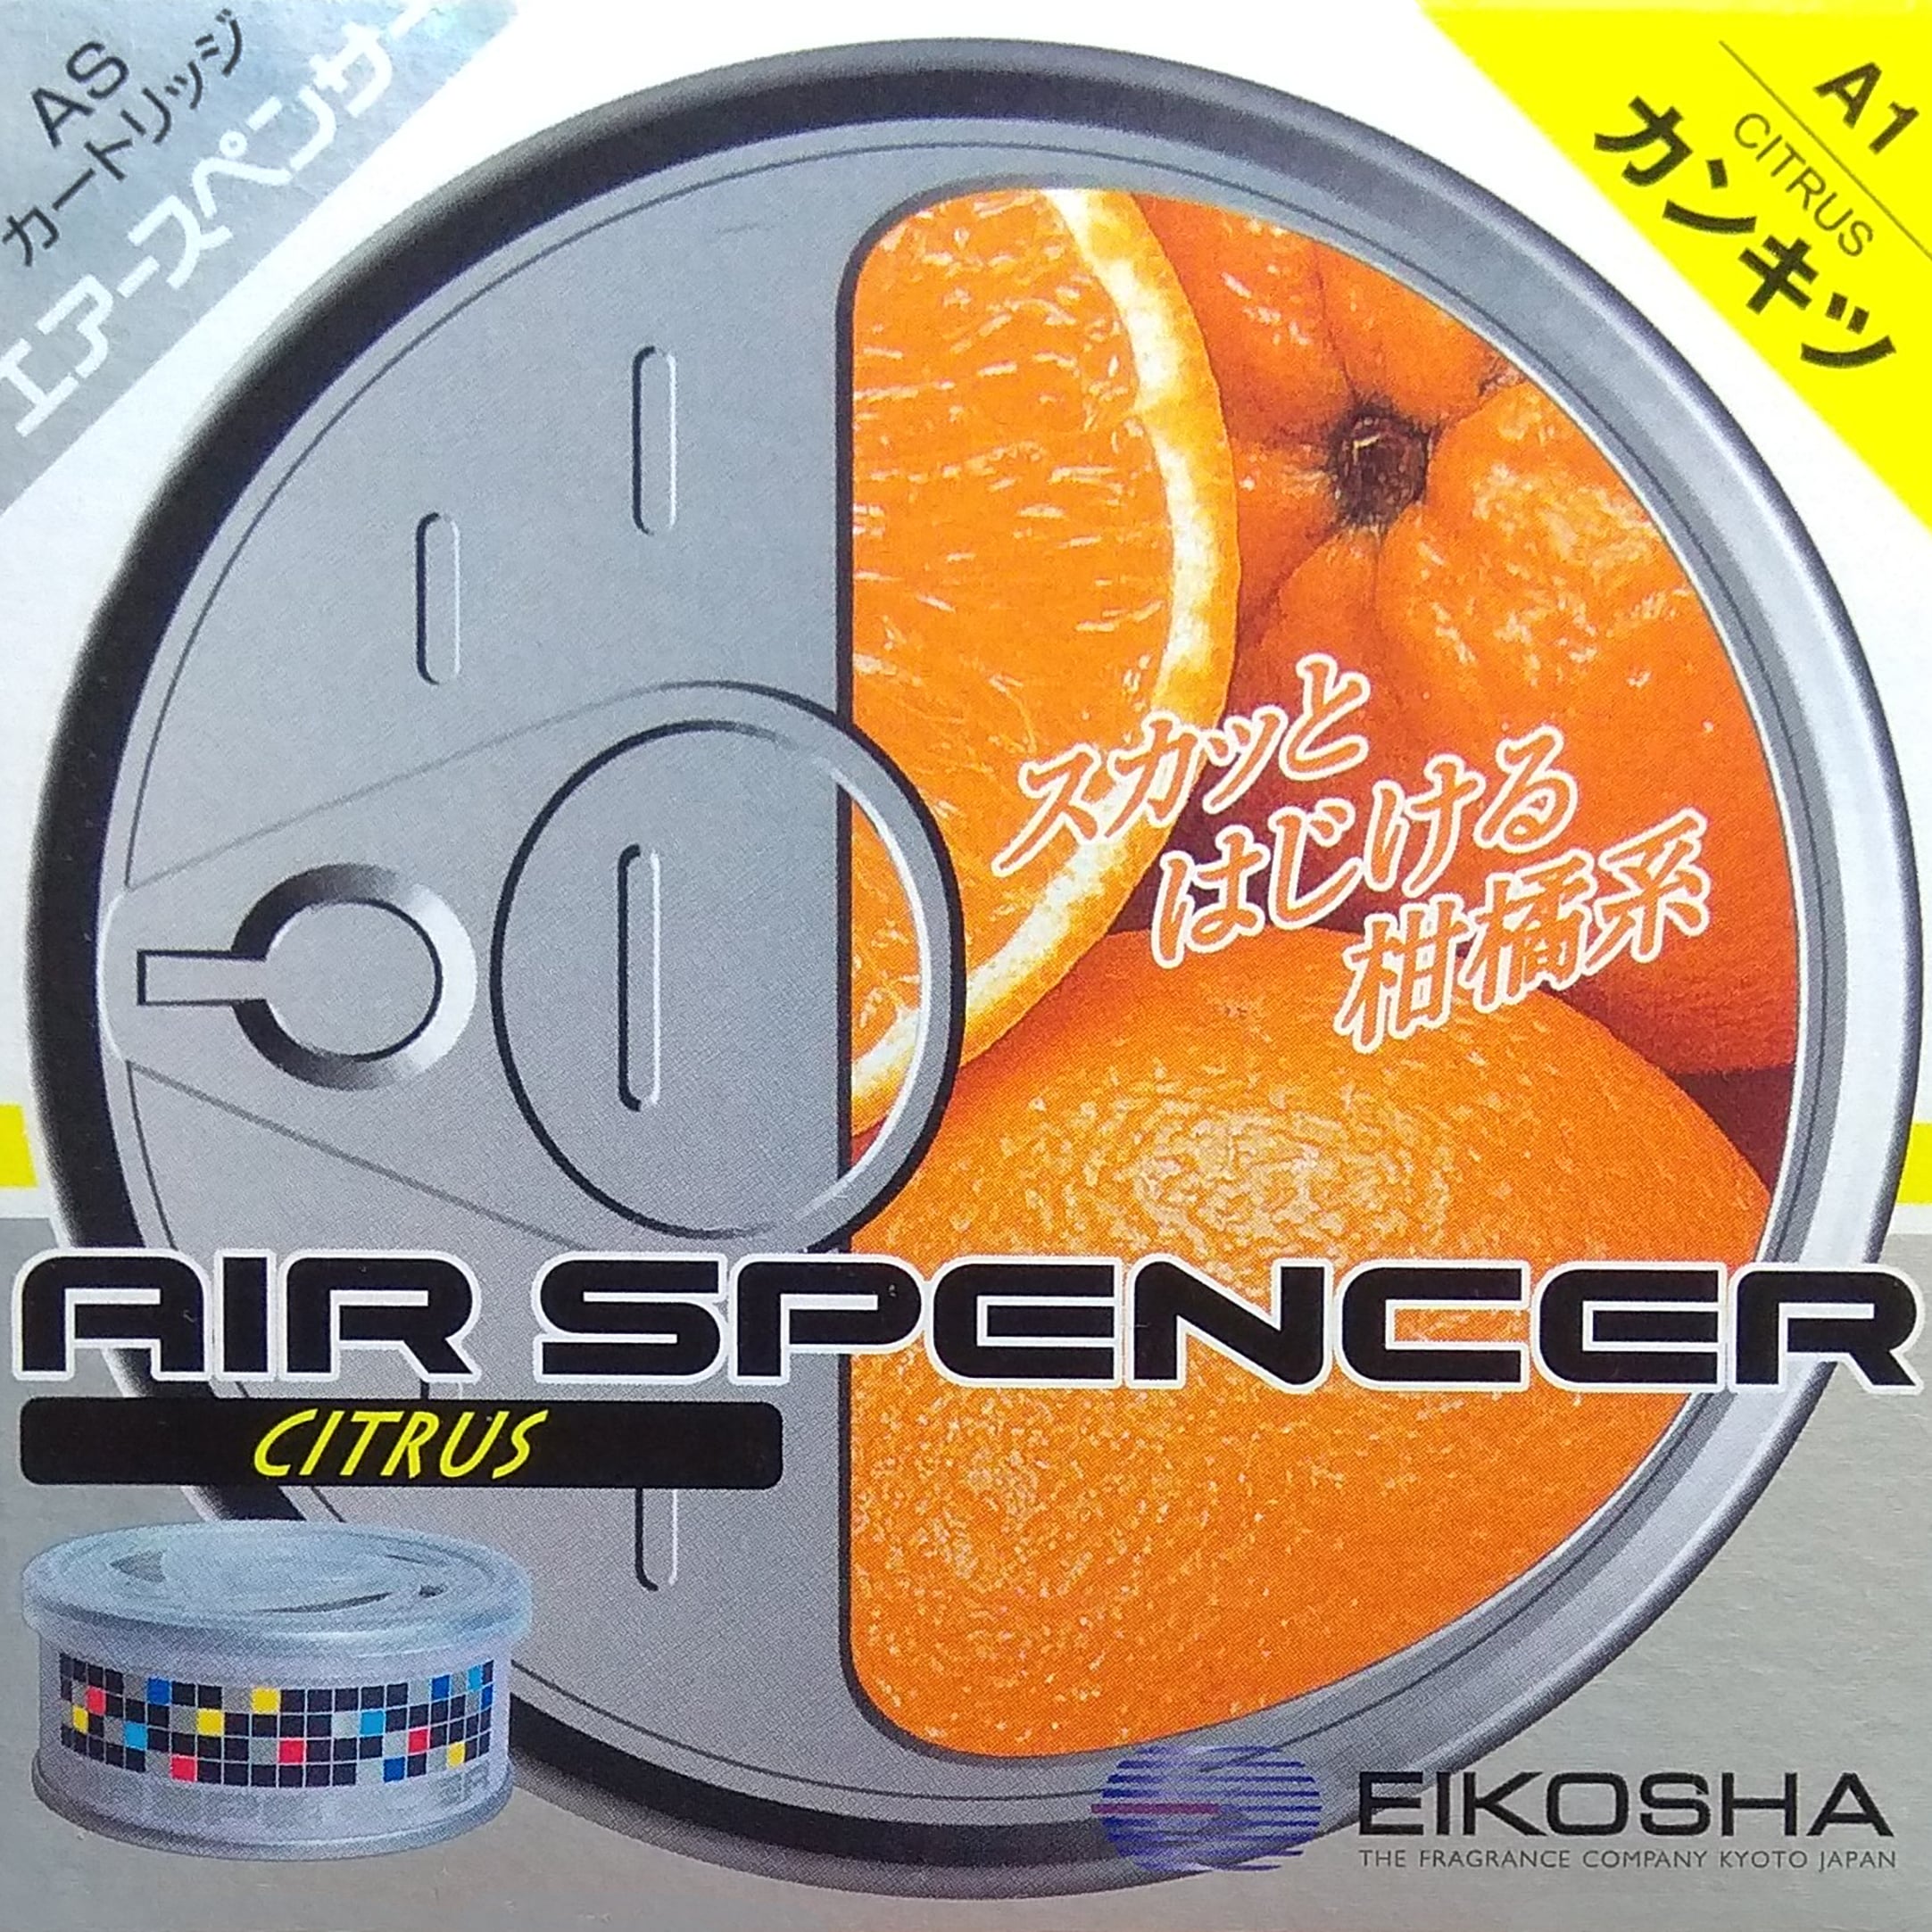 AS
カートリッジ
エアースペンサー
A1
CITRUS
カンキツ
スカッと
はじける
柑橘系
AIR SPENCER
CITRUS
EIKOSHA
THE FRAGRANCE COMPANY KYOTO JAPAN